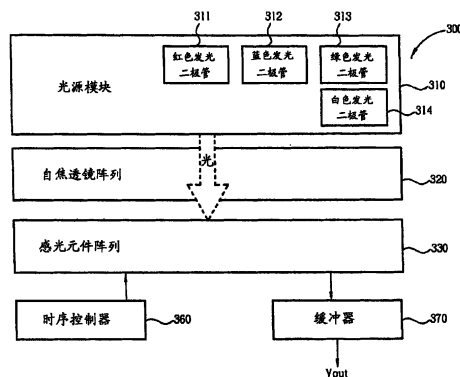 311
312
313
300
红色发光
二极管
蓝色发光
二极管
绿色发光
二极管
光源模块
310
白色发光
二极管
314
光
自焦透镜阵列
320
感光元件阵列
330
时序控制器
360
缓冲器
370
Vout